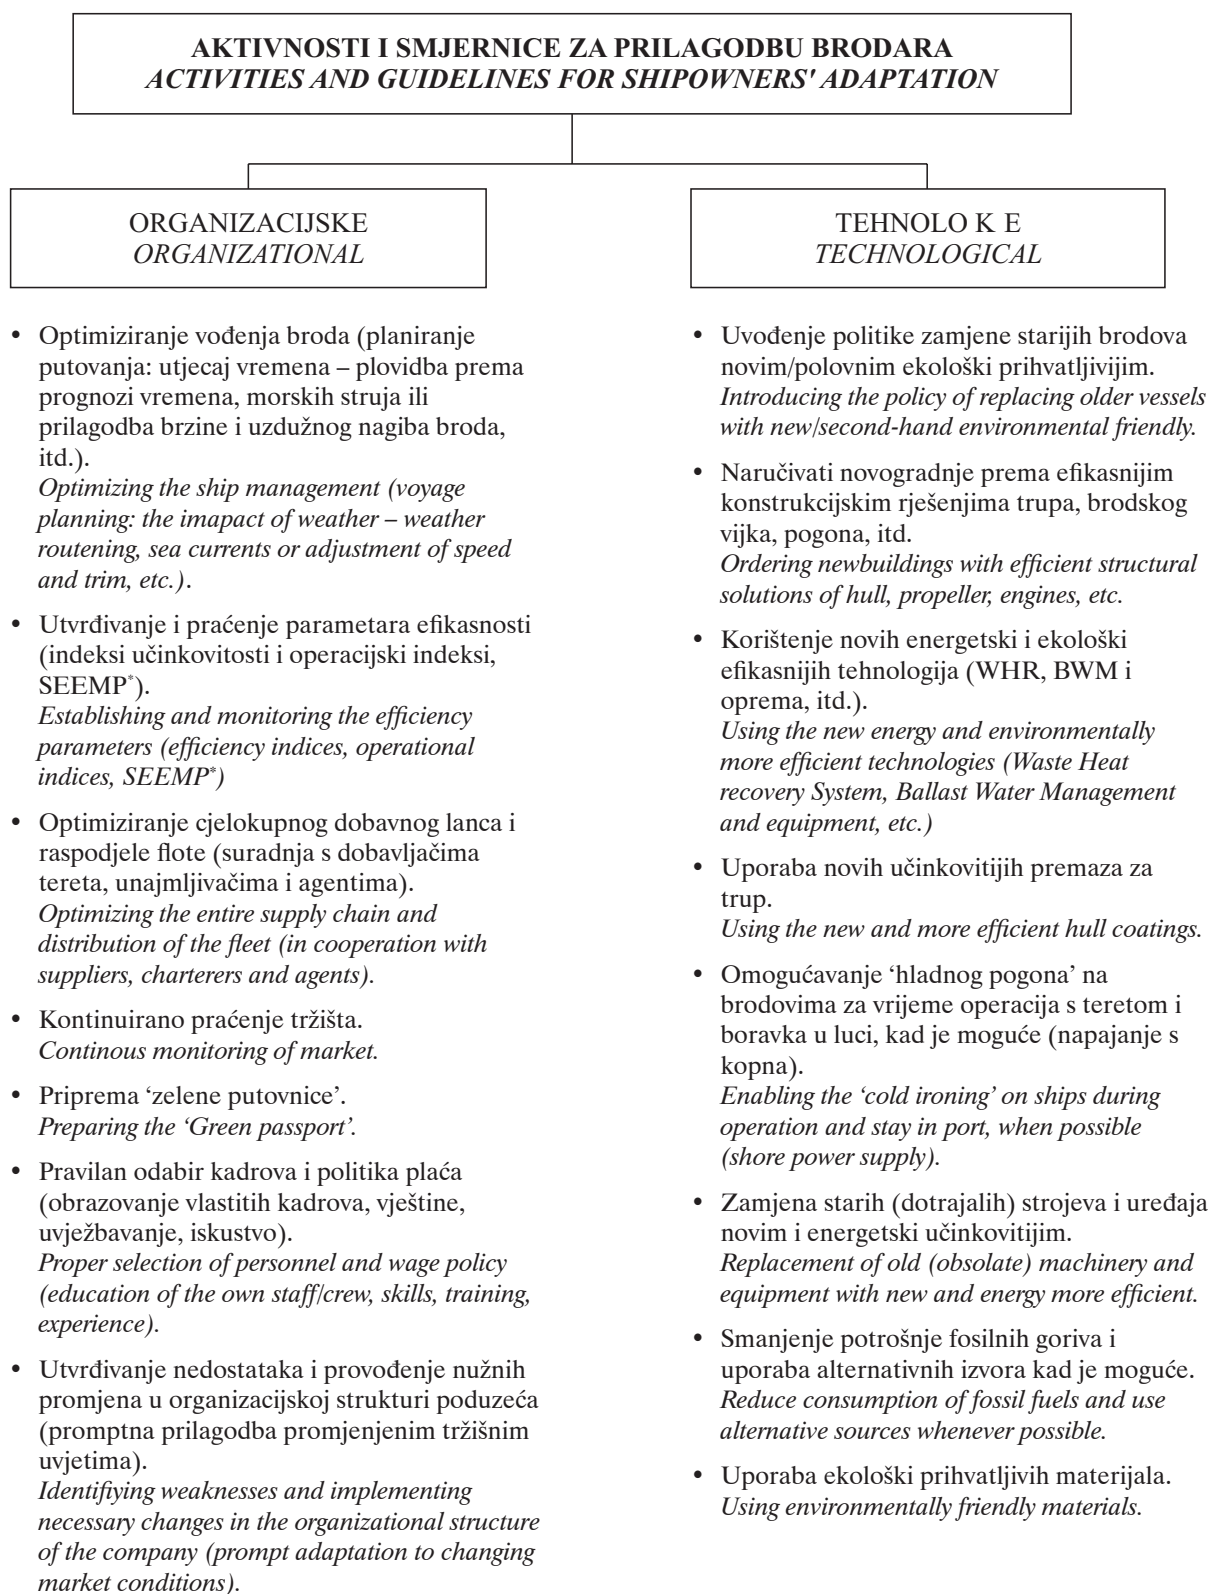 AKTIVNOSTI I SMJERNICE ZA PRILAGODBU BRODARA
ACTIVITIES AND GUIDELINES FOR SHIPOWNERS' ADAPTATION
ORGANIZACIJSKE
ORGANIZATIONAL
• Optimiziranje vođenja broda (planiranje
putovanja: utjecaj vremena – plovidba prema
prognozi vremena, morskih struja ili
prilagodba brzine i uzdužnog nagiba broda,
itd.).
Optimizing the ship management (voyage
planning: the imapact of weather – weather
routening, sea currents or adjustment of speed
and trim, etc.).
• Utvrđivanje i praćenje parametara efikasnosti
(indeksi učinkovitosti i operacijski indeksi,
SEEMP*).
Establishing and monitoring the efficiency
parameters (efficiency indices, operational
indices, SEEMP*)
• Optimiziranje cjelokupnog dobavnog lanca i
raspodjele flote (suradnja s dobavljačima
tereta, unajmljivačima i agentima).
Optimizing the entire supply chain and
distribution of the fleet (in cooperation with
suppliers, charterers and agents).
• Kontinuirano praćenje tržišta.
Continous monitoring of market.
• Priprema ‘zelene putovnice’.
Preparing the ‘Green passport’.
• Pravilan odabir kadrova i politika plaća
(obrazovanje vlastitih kadrova, vještine,
uvježbavanje, iskustvo).
Proper selection of personnel and wage policy
(education of the own staff/crew, skills, training,
experience).
• Utvrđivanje nedostataka i provođenje nužnih
promjena u organizacijskoj strukturi poduzeća
(promptna prilagodba promjenjenim tržišnim
uvjetima).
Identifiying weaknesses and implementing
necessary changes in the organizational structure
of the company (prompt adaptation to changing
market conditions).
TEHNOLO K E
TECHNOLOGICAL
• Uvođenje politike zamjene starijih brodova
novim/polovnim ekološki prihvatljivijim.
Introducing the policy of replacing older vessels
with new/second-hand environmental friendly.
• Naručivati novogradnje prema efikasnijim
konstrukcijskim rješenjima trupa, brodskog
vijka, pogona, itd.
Ordering newbuildings with efficient structural
solutions of hull, propeller, engines, etc.
• Korištenje novih energetski i ekološki
efikasnijih tehnologija (WHR, BWM i
oprema, itd.).
Using the new energy and environmentally
more efficient technologies (Waste Heat
recovery System, Ballast Water Management
and equipment, etc.)
• Uporaba novih učinkovitijih premaza za
trup.
Using the new and more efficient hull coatings.
• Omogućavanje ‘hladnog pogona’ na
brodovima za vrijeme operacija s teretom i
boravka u luci, kad je moguće (napajanje s
kopna).
Enabling the ‘cold ironing’ on ships during
operation and stay in port, when possible
(shore power supply).
• Zamjena starih (dotrajalih) strojeva i uređaja
novim i energetski učinkovitijim.
Replacement of old (obsolate) machinery and
equipment with new and energy more efficient.
• Smanjenje potrošnje fosilnih goriva i
uporaba alternativnih izvora kad je moguće.
Reduce consumption of fossil fuels and use
alternative sources whenever possible.
• Uporaba ekološki prihvatljivih materijala.
Using environmentally friendly materials.